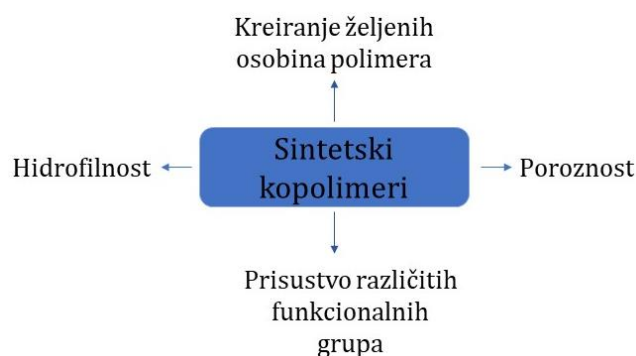 Kreiranje željenih
osobina polimera
Sintetski
kopolimeri
Hidrofilnost
Poroznost
Prisustvo različitih
funkcionalnih
grupa